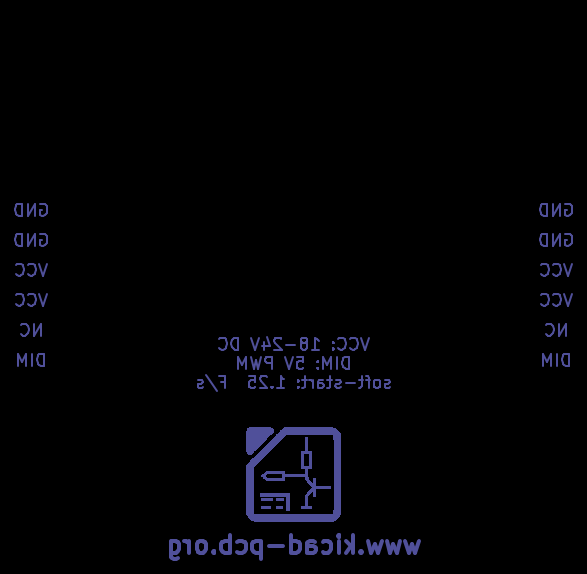 GND
GND
VCC
VCC
NC
DIM
GND
GND
VCC
VCC
NC
DIM
VCC: 18-24V DC
DIM: 5V PWM
soft-start: 1.25 F/s
www.kicad-pcb.org